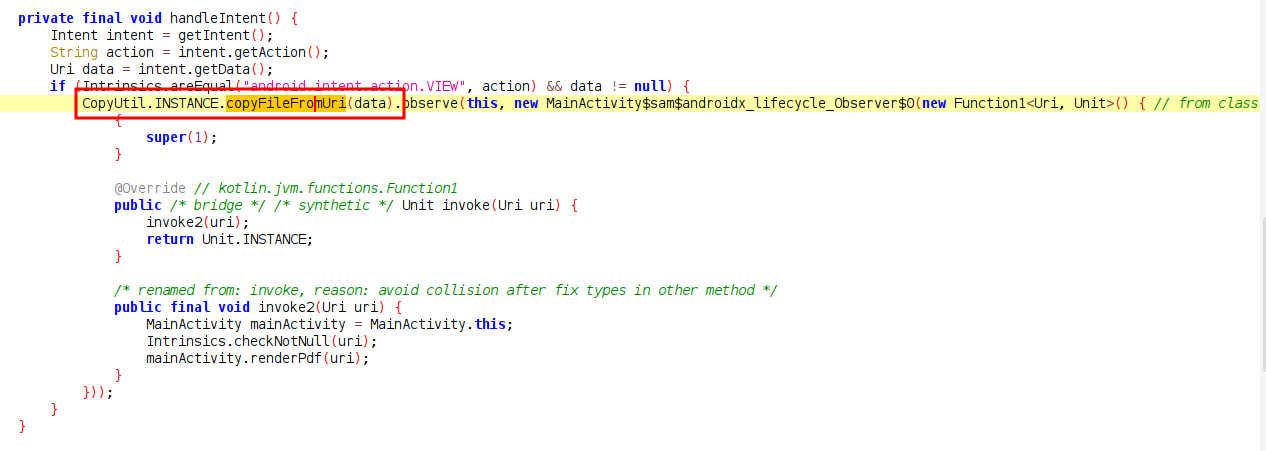 private final void handleIntent() {
    Intent intent = getIntent();
    String action = intent.getAction();
    Uri data = intent.getData();
    if (Intrinsics.areEqual("android.intent.action.VIEW", action) && data != null) {
        CopyUtil.INSTANCE.copyFileFromUri(data).observe(this, new MainActivity$sam$androidx_lifecycle_Observer$0(new Function1<Uri, Unit>() { // from class
            {
                super(1);
            }

            @Override // kotlin.jvm.functions.Function1
            public /* bridge */ /* synthetic */ Unit invoke(Uri uri) {
                invoke2(uri);
                return Unit.INSTANCE;
            }

            /* renamed from: invoke, reason: avoid collision after fix types in other method */
            public final void invoke2(Uri uri) {
                MainActivity mainActivity = MainActivity.this;
                Intrinsics.checkNotNull(uri);
                mainActivity.renderPdf(uri);
            }
        }));
    }
}